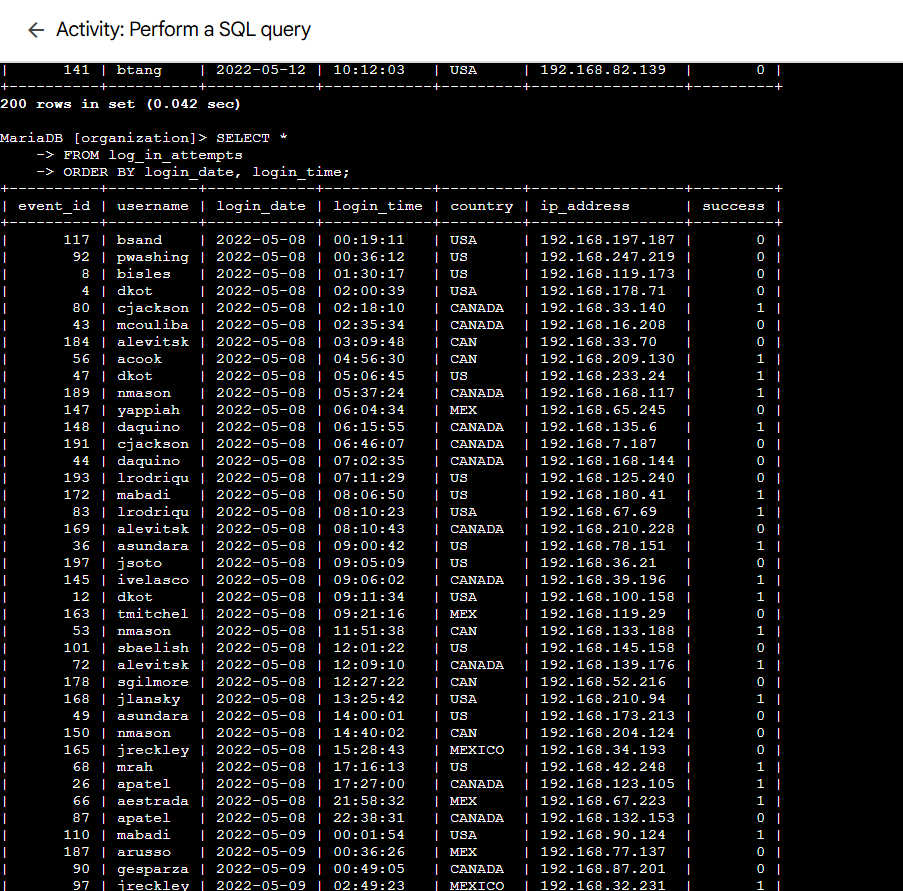 ← Activity: Perform a SQL query
| 141 | btang | 2022-05-12 | 10:12:03 | USA | 192.168.82.139 | 0 |
+----------+----------+------------+------------+---------+-----------------+---------+
200 rows in set (0.042 sec)
MariaDB [organization]> SELECT *
-> FROM log_in_attempts
-> ORDER BY login_date, login_time;
+----------+----------+------------+------------+---------+-----------------+---------+
| event_id | username | login_date | login_time | country | ip_address | success |
+----------+----------+------------+------------+---------+-----------------+---------+
| 117 | bsand | 2022-05-08 | 00:19:11 | USA | 192.168.197.187 | 0 |
| 92 | pwashing | 2022-05-08 | 00:36:12 | US | 192.168.247.219 | 0 |
| 8 | bisles | 2022-05-08 | 01:30:17 | US | 192.168.119.173 | 0 |
| 4 | dkot | 2022-05-08 | 02:00:39 | USA | 192.168.178.71 | 0 |
| 80 | cjackson | 2022-05-08 | 02:18:10 | CANADA | 192.168.33.140 | 1 |
| 43 | mcouliba | 2022-05-08 | 02:35:34 | CANADA | 192.168.16.208 | 0 |
| 184 | alevitsk | 2022-05-08 | 03:09:48 | CAN | 192.168.33.70 | 0 |
| 56 | acook | 2022-05-08 | 04:56:30 | CAN | 192.168.209.130 | 1 |
| 47 | dkot | 2022-05-08 | 05:06:45 | US | 192.168.233.24 | 1 |
| 189 | nmason | 2022-05-08 | 05:37:24 | CANADA | 192.168.168.117 | 1 |
| 147 | yappiah | 2022-05-08 | 06:04:34 | MEX | 192.168.65.245 | 0 |
| 148 | daquino | 2022-05-08 | 06:15:55 | CANADA | 192.168.135.6 | 1 |
| 191 | cjackson | 2022-05-08 | 06:46:07 | CANADA | 192.168.7.187 | 0 |
| 44 | daquino | 2022-05-08 | 07:02:35 | CANADA | 192.168.168.144 | 0 |
| 193 | lrodriqu | 2022-05-08 | 07:11:29 | US | 192.168.125.240 | 0 |
| 172 | mabadi | 2022-05-08 | 08:06:50 | US | 192.168.180.41 | 1 |
| 83 | lrodriqu | 2022-05-08 | 08:10:23 | USA | 192.168.67.69 | 1 |
| 169 | alevitsk | 2022-05-08 | 08:10:43 | CANADA | 192.168.210.228 | 0 |
| 36 | asundara | 2022-05-08 | 09:00:42 | US | 192.168.78.151 | 1 |
| 197 | jsoto | 2022-05-08 | 09:05:09 | US | 192.168.36.21 | 0 |
| 145 | ivelasco | 2022-05-08 | 09:06:02 | CANADA | 192.168.39.196 | 1 |
| 12 | dkot | 2022-05-08 | 09:11:34 | USA | 192.168.100.158 | 1 |
| 163 | tmitchel | 2022-05-08 | 09:21:16 | MEX | 192.168.119.29 | 0 |
| 53 | nmason | 2022-05-08 | 11:51:38 | CAN | 192.168.133.188 | 1 |
| 101 | sbaelish | 2022-05-08 | 12:01:22 | US | 192.168.145.158 | 0 |
| 72 | alevitsk | 2022-05-08 | 12:09:10 | CANADA | 192.168.139.176 | 1 |
| 178 | sgilmore | 2022-05-08 | 12:27:22 | CAN | 192.168.52.216 | 0 |
| 168 | jlansky | 2022-05-08 | 13:25:42 | USA | 192.168.210.94 | 1 |
| 49 | asundara | 2022-05-08 | 14:00:01 | US | 192.168.173.213 | 0 |
| 150 | nmason | 2022-05-08 | 14:40:02 | CAN | 192.168.204.124 | 0 |
| 165 | jreckley | 2022-05-08 | 15:28:43 | MEXICO | 192.168.34.193 | 0 |
| 68 | mrah | 2022-05-08 | 17:16:13 | US | 192.168.42.248 | 1 |
| 26 | apatel | 2022-05-08 | 17:27:00 | CANADA | 192.168.123.105 | 1 |
| 66 | aestrada | 2022-05-08 | 21:58:32 | MEX | 192.168.67.223 | 1 |
| 87 | apatel | 2022-05-08 | 22:38:31 | CANADA | 192.168.132.153 | 0 |
| 110 | mabadi | 2022-05-09 | 00:01:54 | USA | 192.168.90.124 | 1 |
| 187 | arusso | 2022-05-09 | 00:36:26 | MEX | 192.168.77.137 | 0 |
| 90 | gesparza | 2022-05-09 | 00:49:05 | CANADA | 192.168.87.201 | 0 |
| 97 | jreckley | 2022-05-09 | 02:49:23 | MEXICO | 192.168.32.231 | 1 |